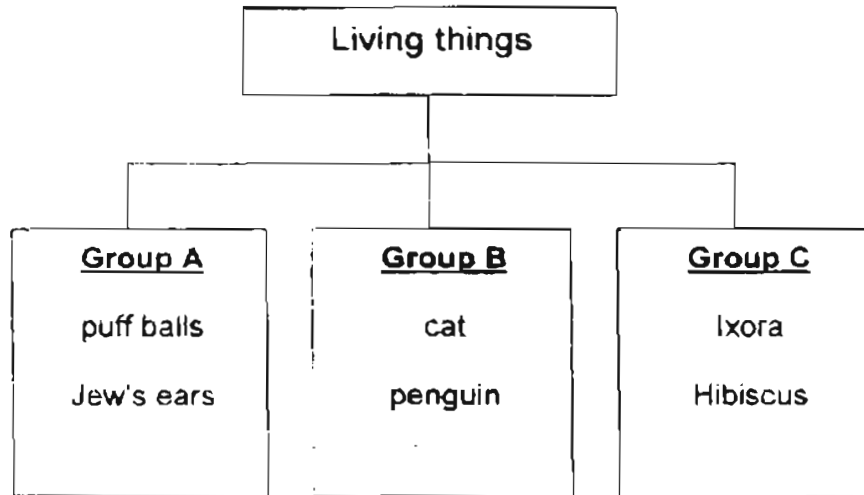 Living things
Group A
puff balls
Jew's ears
Group B
cat
penguin
Group C
Ixora
Hibiscus